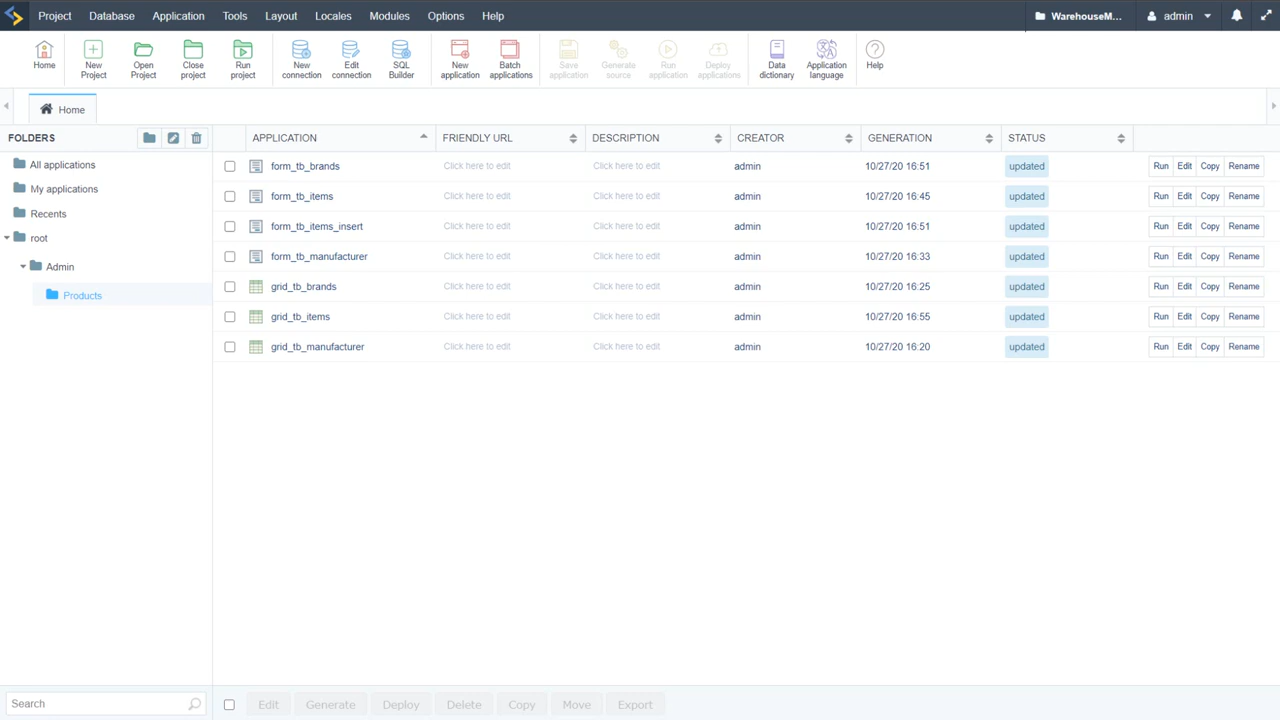 Project Database Application Tools Layout Locales Modules Options Help WarehouseM... admin
Home New Project Open Project Close project Run project New connection Edit connection SQL Builder New application Batch applications Save application Generate source Run application Deploy applications Data dictionary Application language Help
Home
FOLDERS APPLICATION FRIENDLY URL DESCRIPTION CREATOR GENERATION STATUS
All applications
My applications
Recents
root
Admin
Products
form_tb_brands Click here to edit Click here to edit admin 10/27/20 16:51 updated Run Edit Copy Rename
form_tb_items Click here to edit Click here to edit admin 10/27/20 16:45 updated Run Edit Copy Rename
form_tb_items_insert Click here to edit Click here to edit admin 10/27/20 16:51 updated Run Edit Copy Rename
form_tb_manufacturer Click here to edit Click here to edit admin 10/27/20 16:33 updated Run Edit Copy Rename
grid_tb_brands Click here to edit Click here to edit admin 10/27/20 16:25 updated Run Edit Copy Rename
grid_tb_items Click here to edit Click here to edit admin 10/27/20 16:55 updated Run Edit Copy Rename
grid_tb_manufacturer Click here to edit Click here to edit admin 10/27/20 16:20 updated Run Edit Copy Rename
Search Edit Generate Deploy Delete Copy Move Export